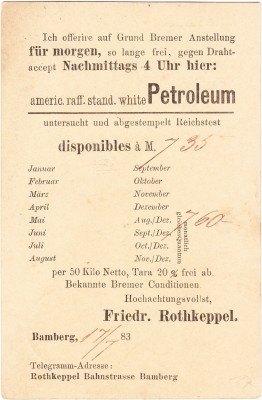 Ich offerire auf Grund Bremer Anstellung
für morgen, so lange frei, gegen Draht-
accept Nachmittags 4 Uhr hier:
americ. raff. stand. white Petroleum
untersucht und abgestempelt Reichstest
disponibles à M. 7 35
Januar September
Februar Oktober
März November
April Dezember
Mai Aug./Dez. 7 60
Juni Sept./Dez.
Juli Oct./Dez.
August Nov./Dez.
per 50 Kilo Netto, Tara 20 % frei ab.
Bekannte Bremer Conditionen
Hochachtungsvollst,
Friedr. Rothkeppel.
Bamberg, 17/7 83
Telegramm-Adresse:
Rothkeppel Bahnstrasse Bamberg